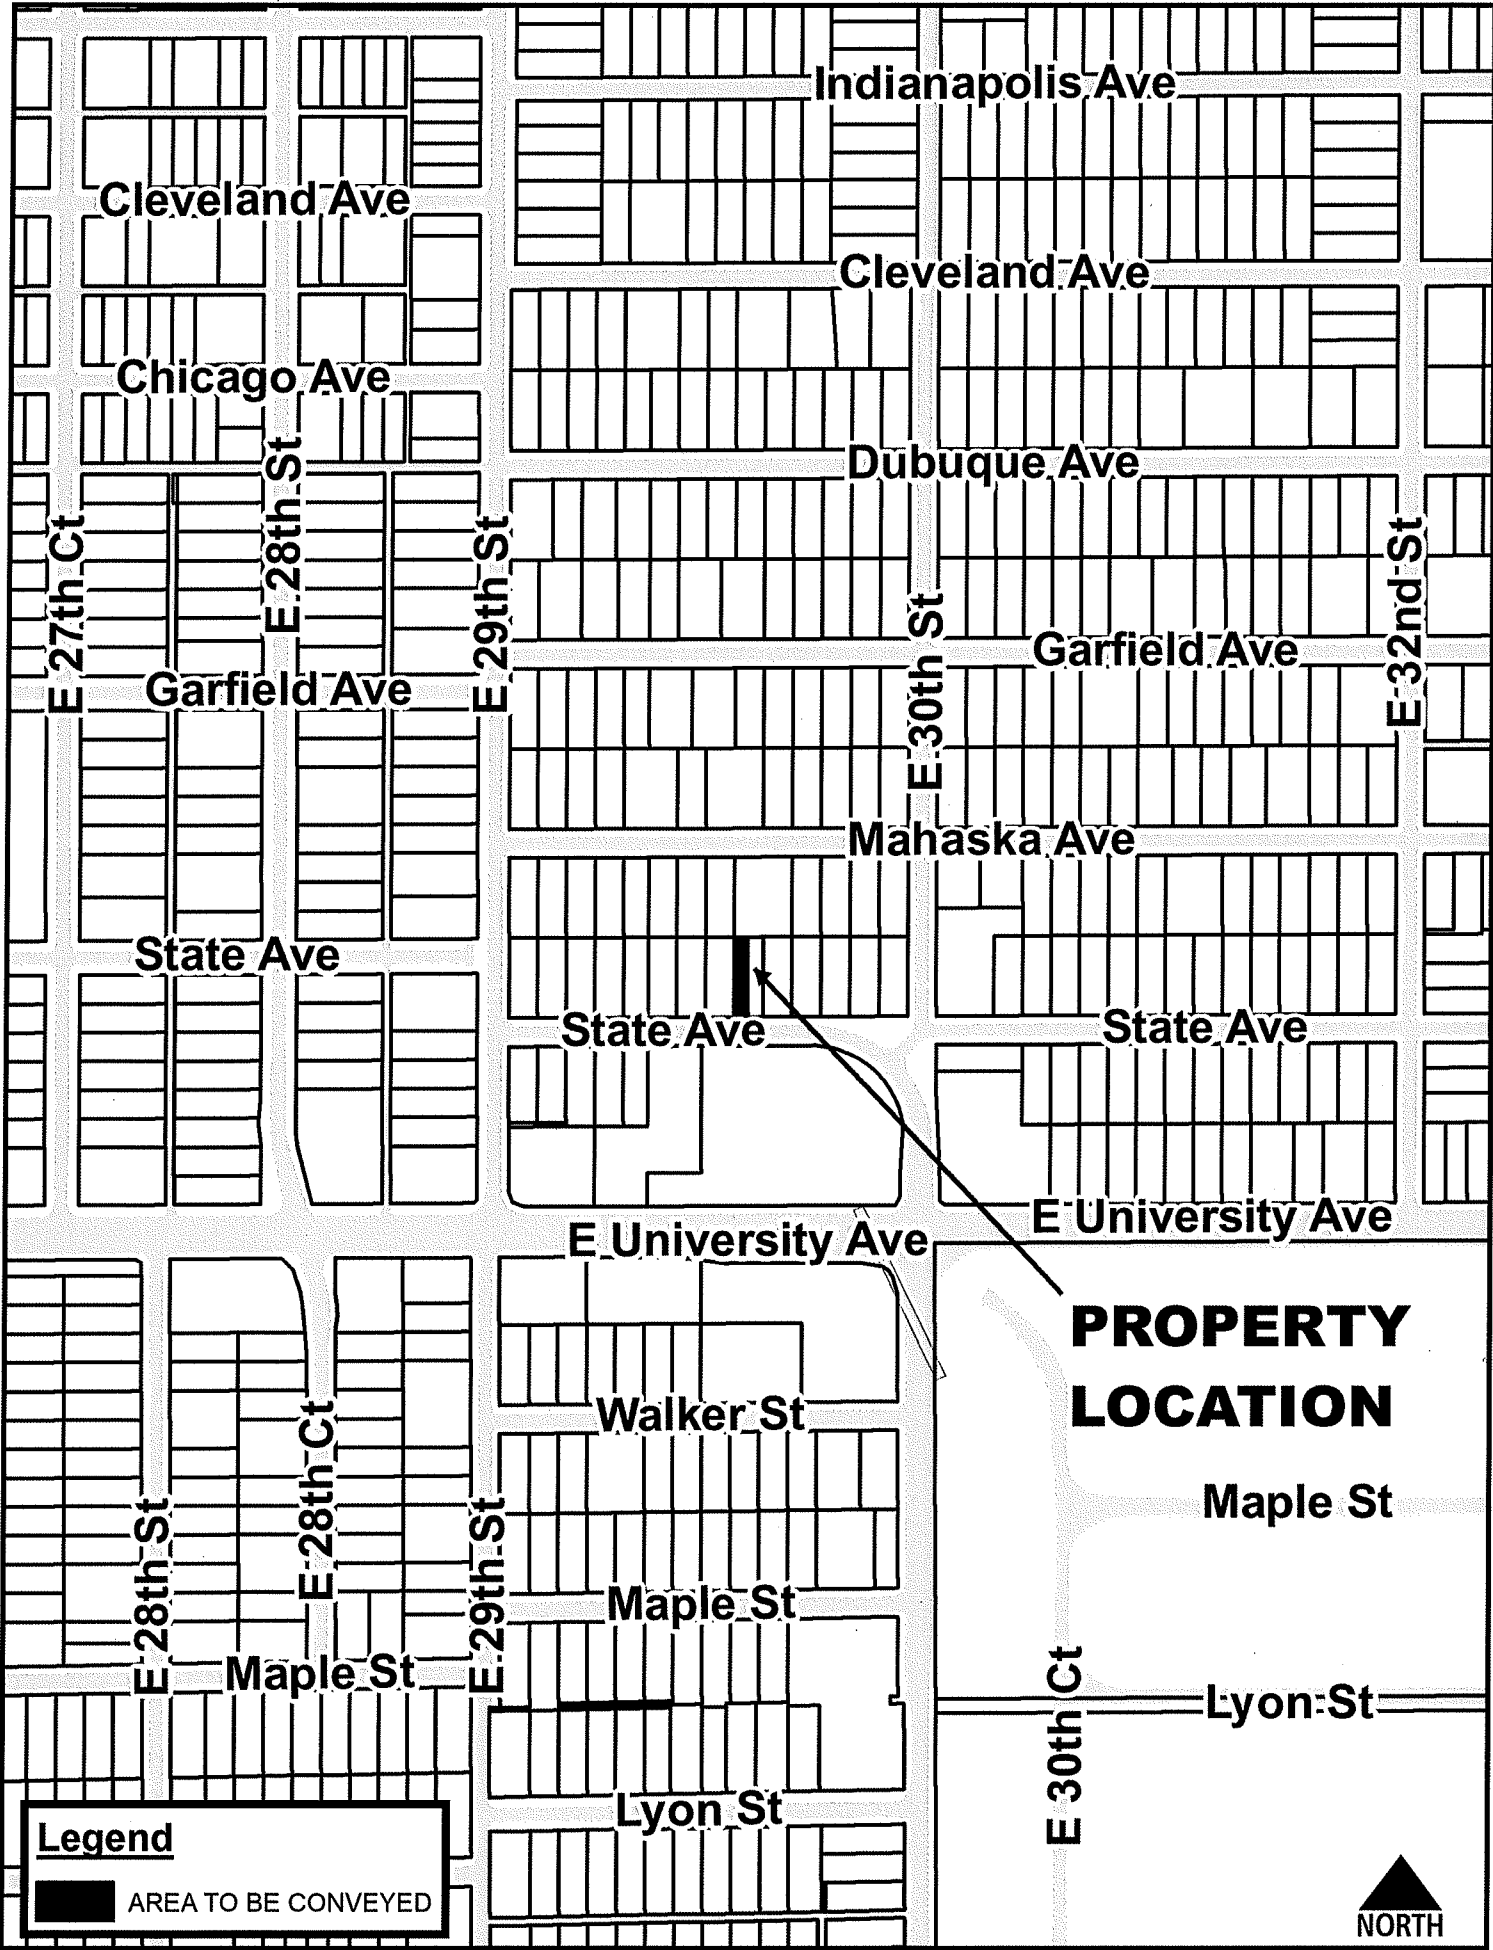 Indianapolis Ave
Cleveland Ave
Cleveland Ave
Chicago Ave
Dubuque Ave
E 27th Ct
E 28th St
E 29th St
E 30th St
E 32nd St
Garfield Ave
Garfield Ave
Mahaska Ave
State Ave
State Ave
State Ave
E University Ave
E University Ave
PROPERTY
LOCATION
Walker St
Maple St
E 28th St
E 28th Ct
E 29th St
Maple St
Maple St
E 30th Ct
Lyon St
Lyon St
Legend
AREA TO BE CONVEYED
NORTH